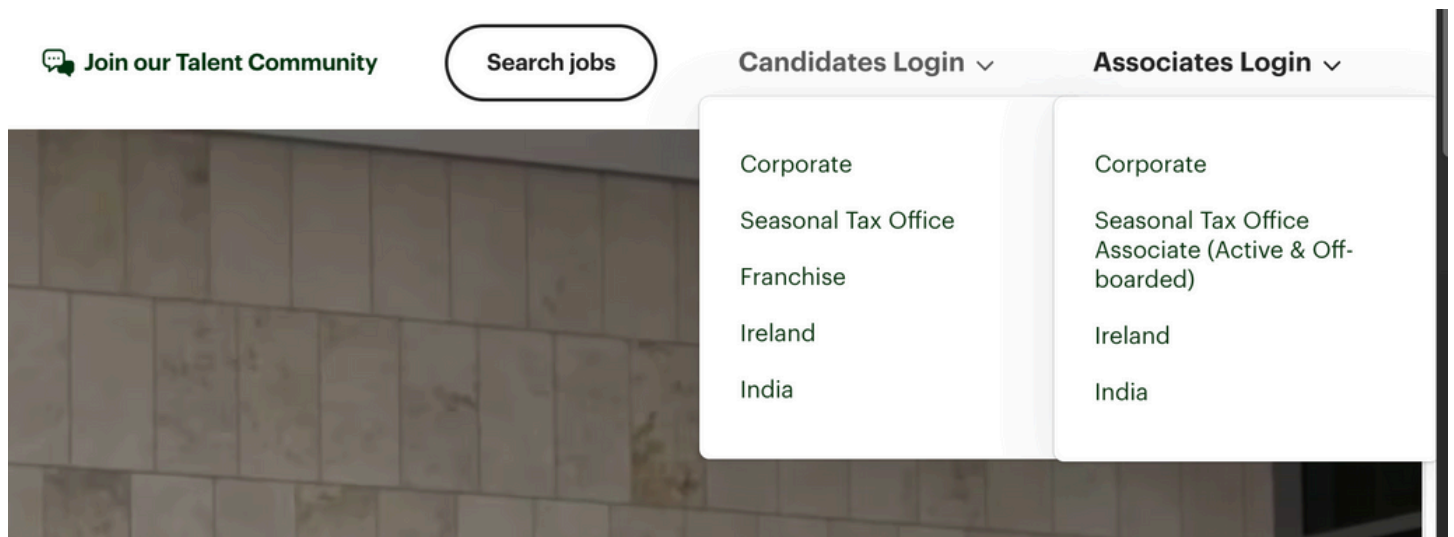 Join our Talent Community
Search jobs
Candidates Login
Associates Login
Corporate
Seasonal Tax Office
Franchise
Ireland
India
Corporate
Seasonal Tax Office
Associate (Active & Off-
boarded)
Ireland
India